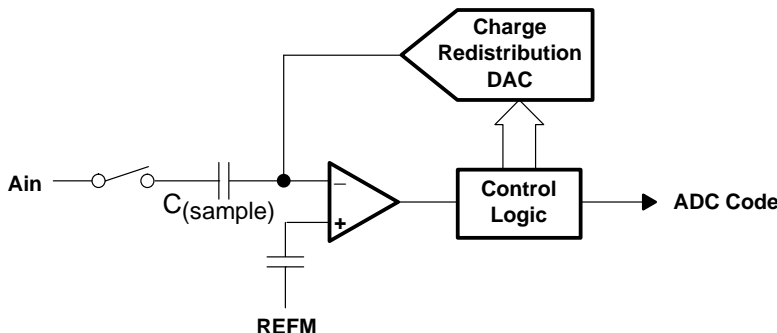 Charge
Redistribution
DAC
Ain
C(sample)
−
+
Control
Logic
ADC Code
REFM